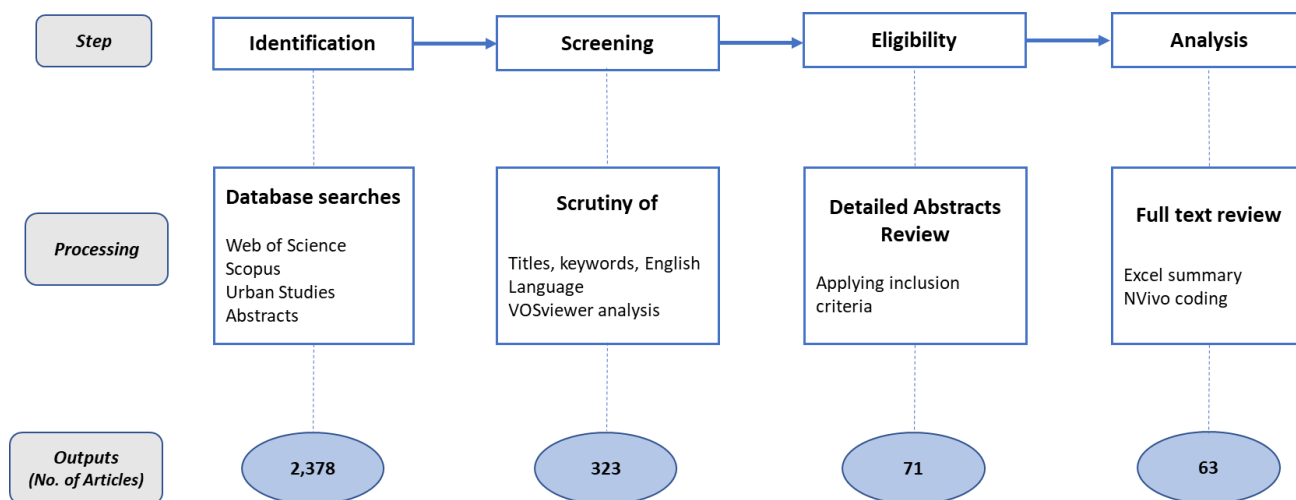 Step
Identification
Screening
Eligibility
Analysis
Processing
Database searches
Web of Science
Scopus
Urban Studies
Abstracts
Scrutiny of
Titles, keywords, English
Language
VOSviewer analysis
Detailed Abstracts
Review
Applying inclusion
criteria
Full text review
Excel summary
NVivo coding
Outputs
(No. of Articles)
2,378
323
71
63